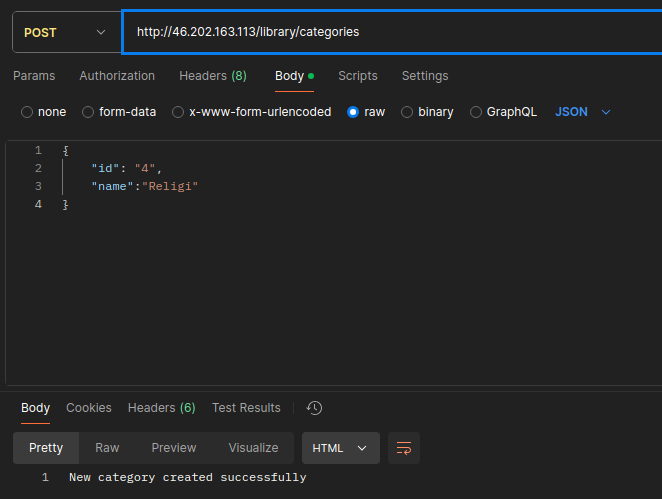 POST http://46.202.163.113/library/categories
Params Authorization Headers (8) Body Scripts Settings
none form-data x-www-form-urlencoded raw binary GraphQL JSON
1 {
2 "id": "4",
3 "name":"Religi"
4 }
Body Cookies Headers (6) Test Results
Pretty Raw Preview Visualize HTML
1 New category created successfully